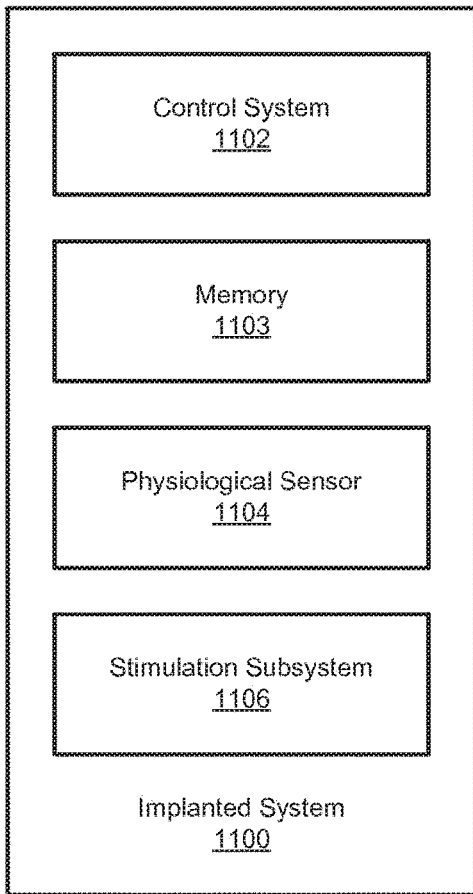 Control System
1102
Memory
1103
Physiological Sensor
1104
Stimulation Subsystem
1106
Implanted System
1100